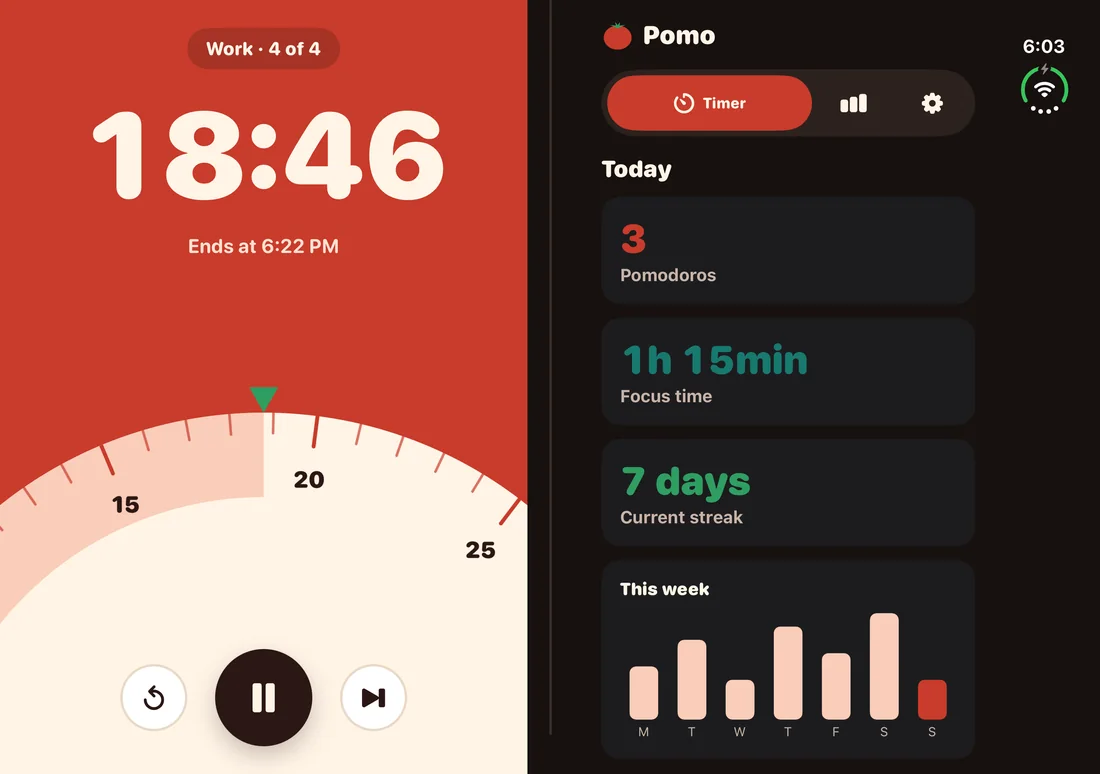 Work · 4 of 4
18:46
Ends at 6:22 PM
15
20
25
Pomo
6:03
Timer
Today
3
Pomodoros
1h 15min
Focus time
7 days
Current streak
This week
M T W T F S S